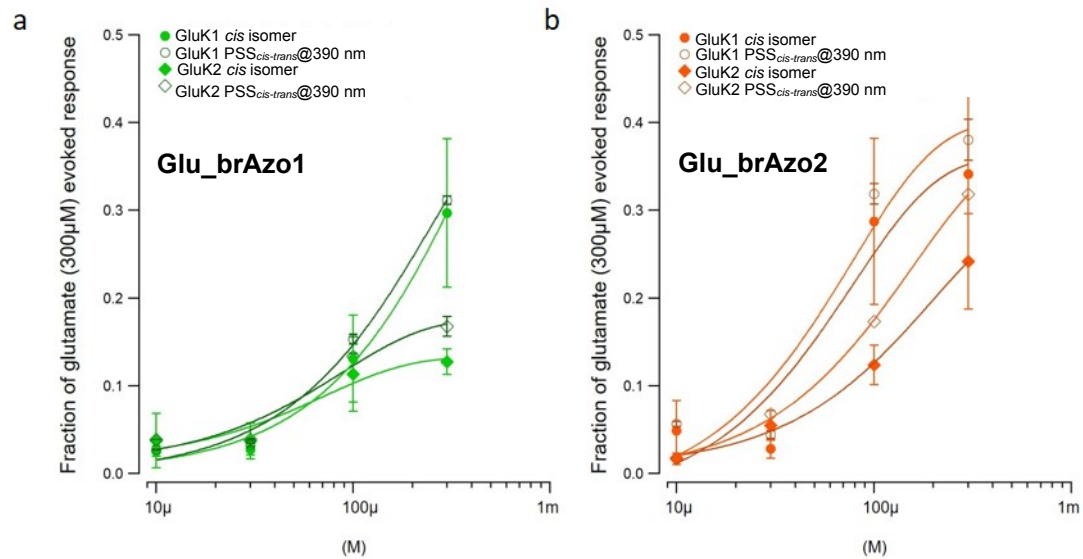 a
Fraction of glutamate (300µM) evoked response
0.5
0.4
0.3
0.2
0.1
0.0
GluK1 cis isomer
GluK1 PSScis-trans@390 nm
GluK2 cis isomer
GluK2 PSScis-trans@390 nm
Glu_brAzo1
10µ 100µ 1m
(M)
b
Fraction of glutamate (300µM) evoked response
0.5
0.4
0.3
0.2
0.1
0.0
GluK1 cis isomer
GluK1 PSScis-trans@390 nm
GluK2 cis isomer
GluK2 PSScis-trans@390 nm
Glu_brAzo2
10µ 100µ 1m
(M)